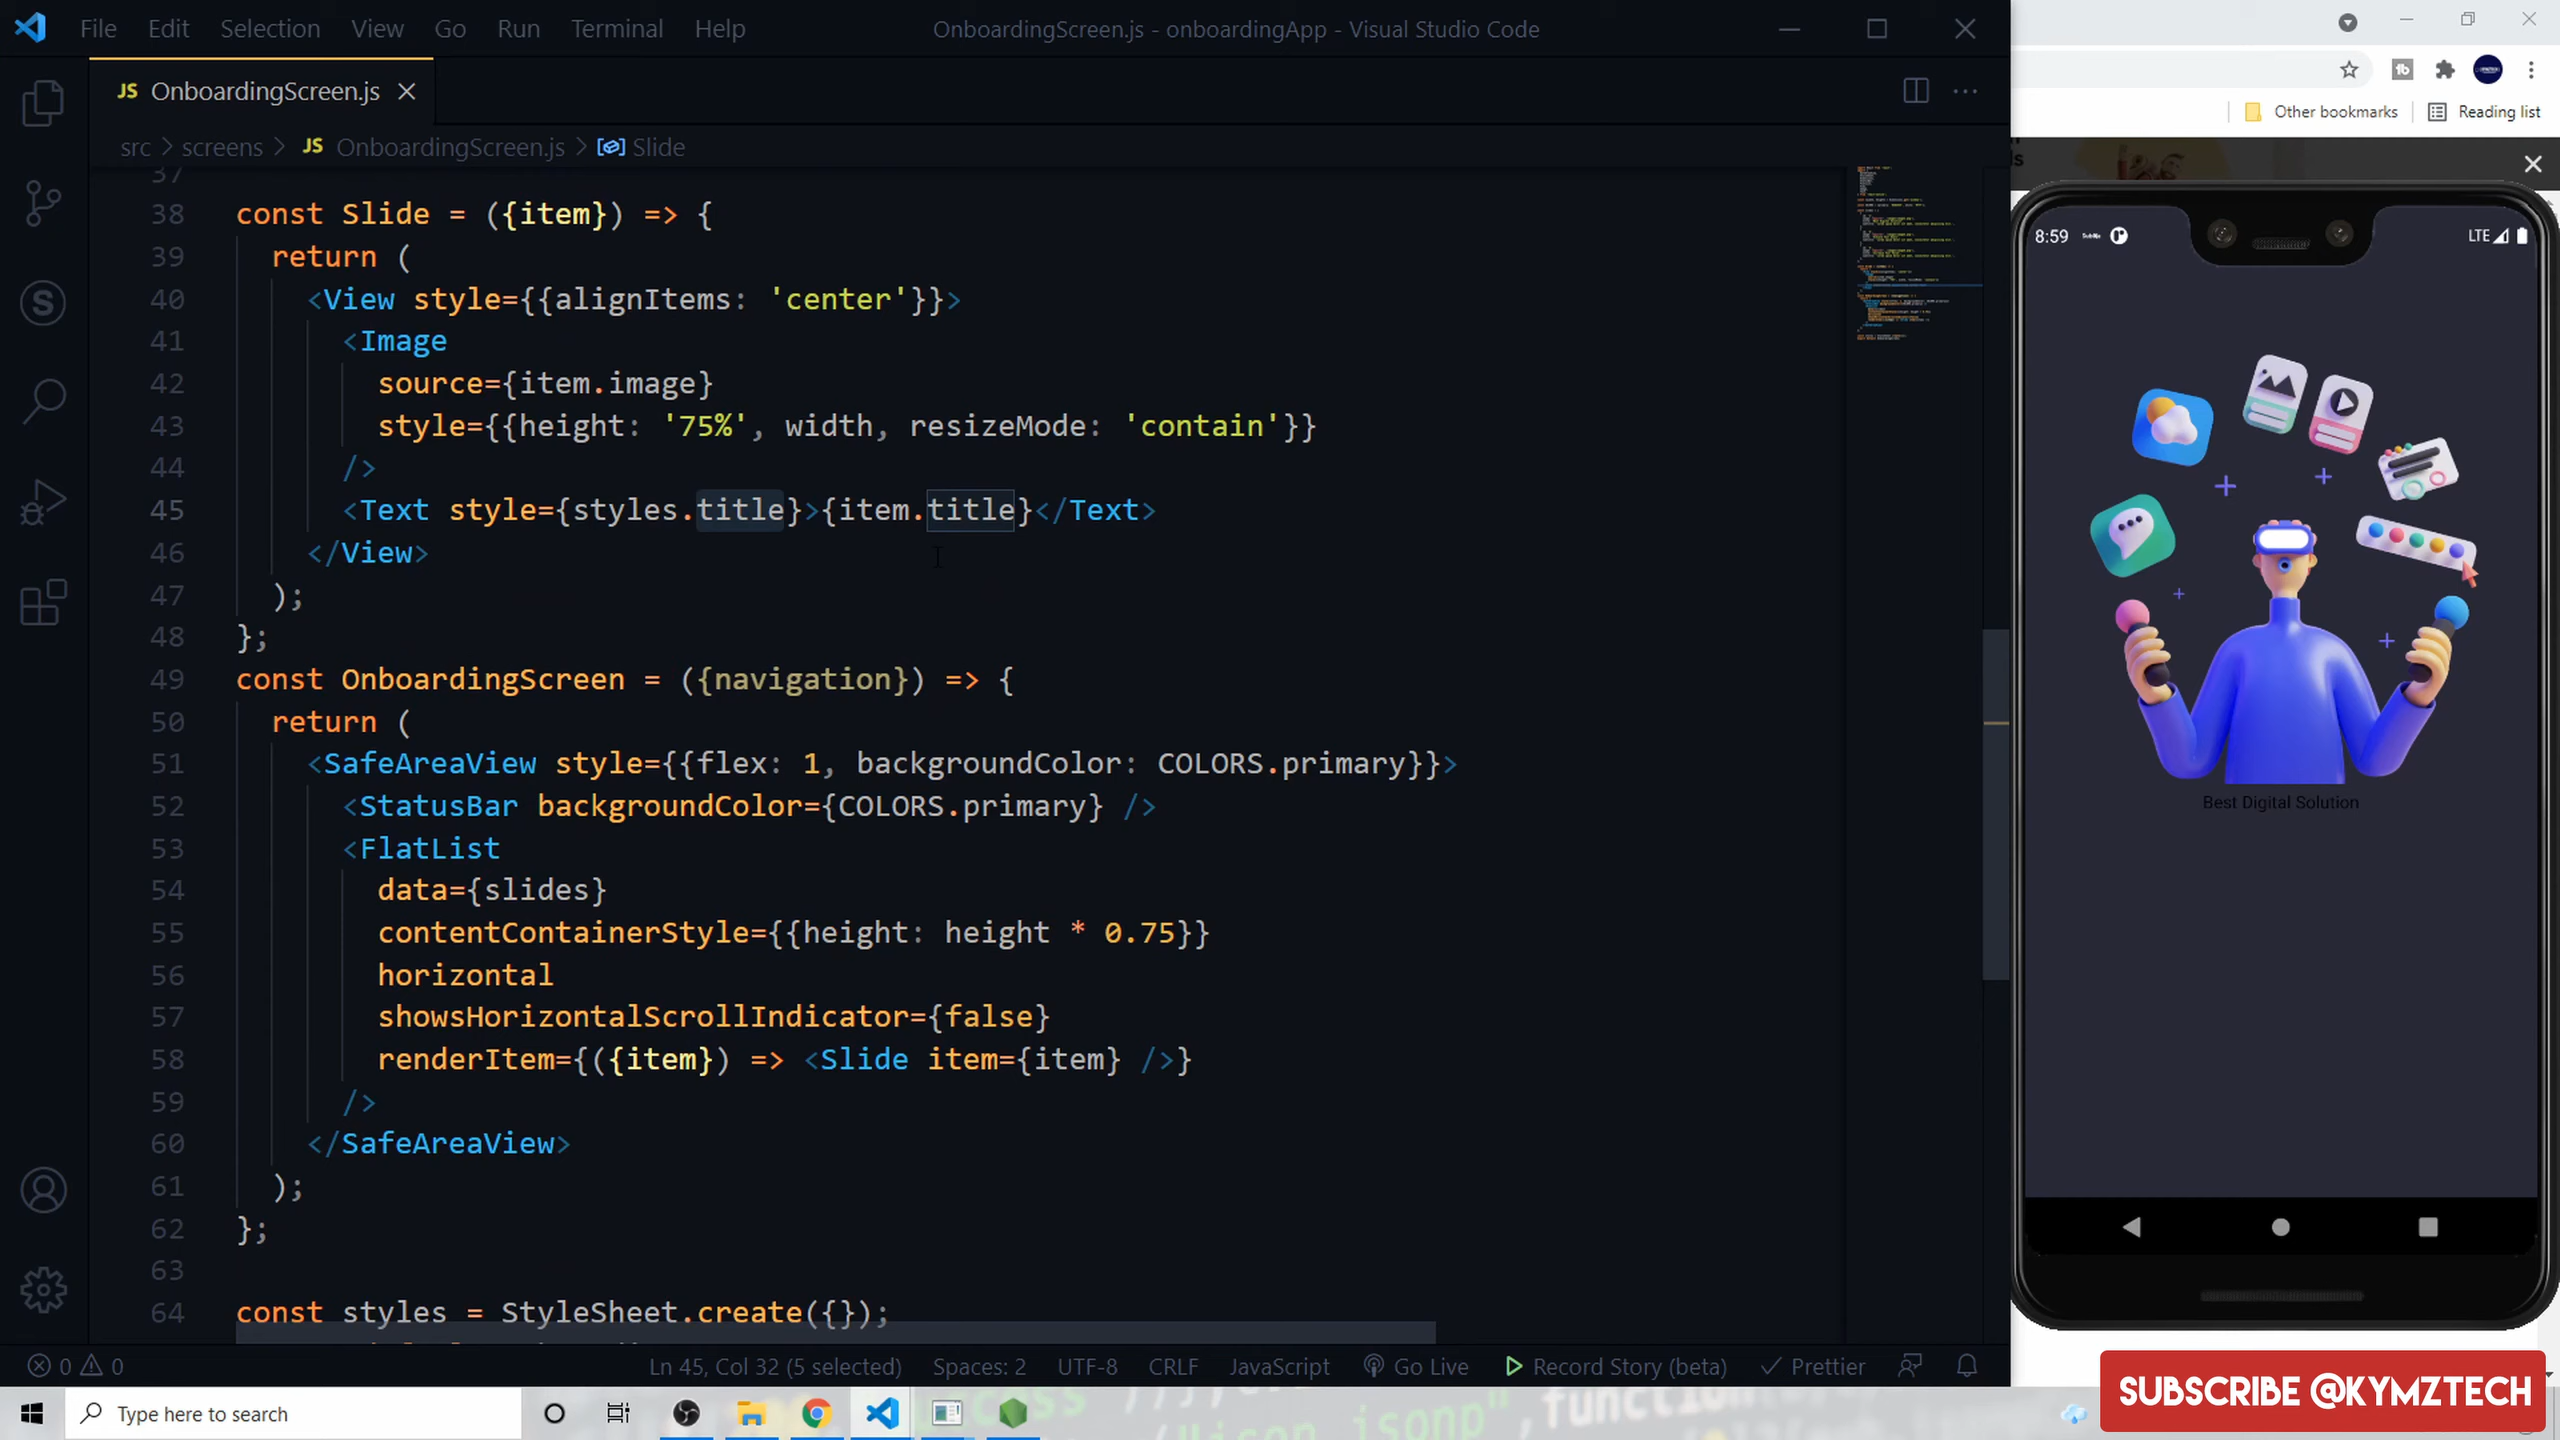 File Edit Selection View Go Run Terminal Help
OnboardingScreen.js - onboardingApp - Visual Studio Code
JS OnboardingScreen.js
src > screens > JS OnboardingScreen.js > Slide
37
38 const Slide = ({item}) => {
39 return (
40 <View style={{alignItems: 'center'}}>
41 <Image
42 source={item.image}
43 style={{height: '75%', width, resizeMode: 'contain'}}
44 />
45 <Text style={styles.title}>{item.title}</Text>
46 </View>
47 );
48 };
49 const OnboardingScreen = ({navigation}) => {
50 return (
51 <SafeAreaView style={{flex: 1, backgroundColor: COLORS.primary}}>
52 <StatusBar backgroundColor={COLORS.primary} />
53 <FlatList
54 data={slides}
55 contentContainerStyle={{height: height * 0.75}}
56 horizontal
57 showsHorizontalScrollIndicator={false}
58 renderItem={({item}) => <Slide item={item} />}
59 />
60 </SafeAreaView>
61 );
62 };
63
64 const styles = StyleSheet.create({});
0 0
Ln 45, Col 32 (5 selected) Spaces: 2 UTF-8 CRLF JavaScript Go Live Record Story (beta) Prettier
Type here to search
Other bookmarks Reading list
8:59 LTE
Best Digital Solution
SUBSCRIBE @KYMZTECH